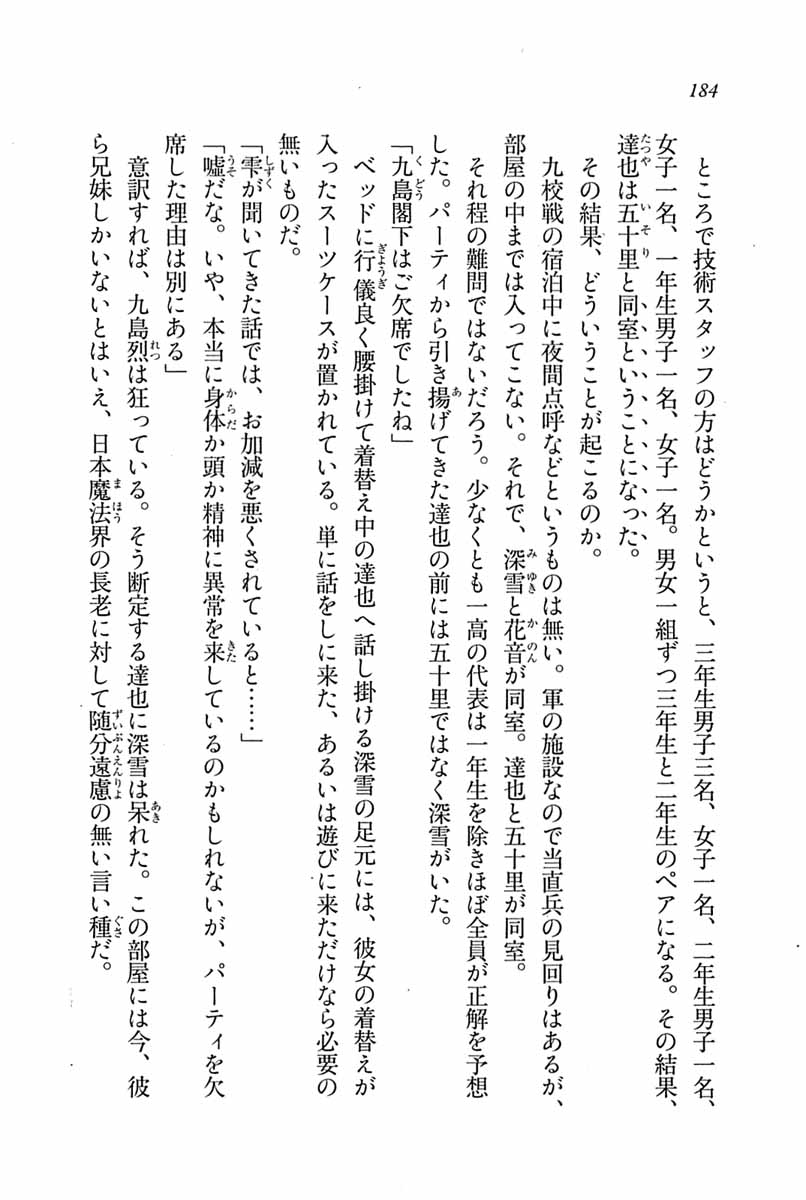 184
ところで技術スタッフの方はどうかというと、三年生男子三名、女子一名、二年生男子一名、
女子一名、一年生男子一名、女子一名。男女一組ずつ三年生と二年生のペアになる。その結果、
達也は五十里と同室ということになった。
その結果、どういうことが起こるのか。
九校戦の宿泊中に夜間点呼などというものは無い。軍の施設なので当直兵の見回りはあるが、
部屋の中までは入ってこない。それで、深雪と花音が同室。達也と五十里が同室。
それ程の難問ではないだろう。少なくとも一高の代表は一年生を除きほぼ全員が正解を予想
した。パーティから引き揚げてきた達也の前には五十里ではなく深雪がいた。
「九島閣下はご欠席でしたね」
ベッドに行儀良く腰掛けて着替え中の達也へ話し掛ける深雪の足元には、彼女の着替えが
入ったスーツケースが置かれている。単に話をしに来た、あるいは遊びに来ただけなら必要の
無いものだ。
「雫が聞いてきた話では、お加減を悪くされていると……」
「嘘だな。いや、本当に身体か頭か精神に異常を来しているのかもしれないが、パーティを欠
席した理由は別にある」
意訳すれば、九島烈は狂っている。そう断定する達也に深雪は呆れた。この部屋には今、彼
ら兄妹しかいないとはいえ、日本魔法界の長老に対して随分遠慮の無い言い種だ。